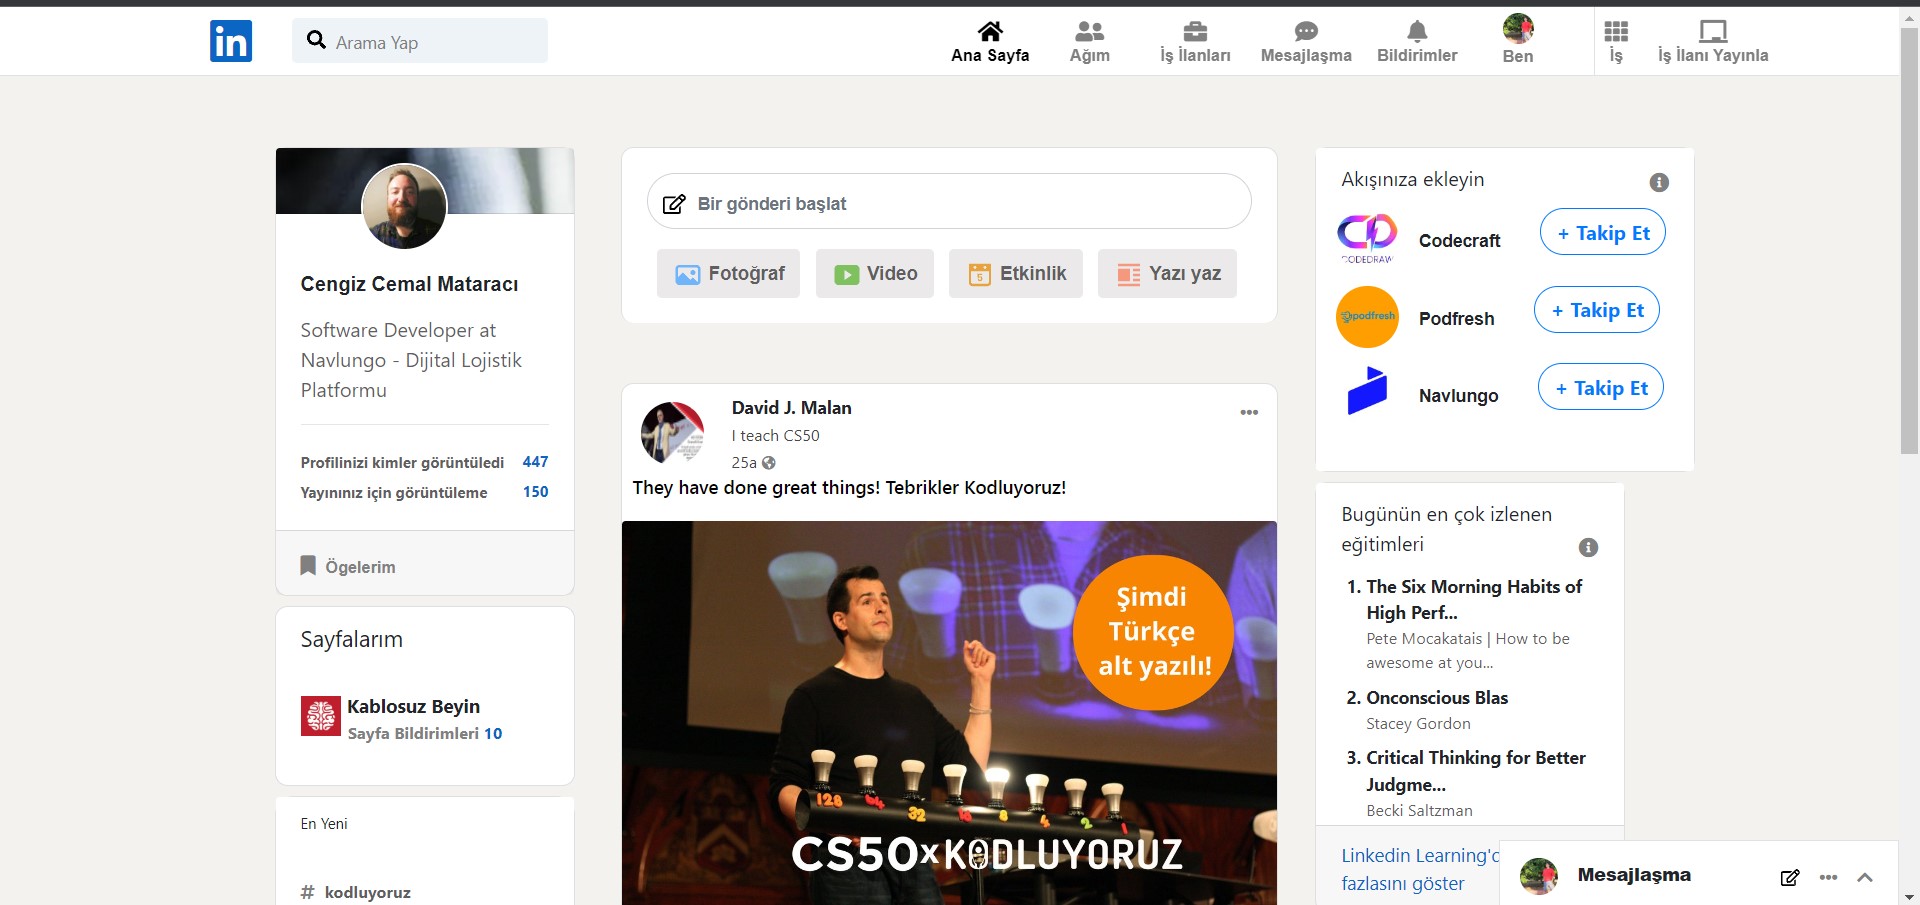 in
Arama Yap
Ana Sayfa
Ağım
İş İlanları
Mesajlaşma
Bildirimler
Ben
İş
İş İlanı Yayınla
Cengiz Cemal Mataracı
Software Developer at
Navlungo - Dijital Lojistik
Platformu
Profilinizi kimler görüntüledi 447
Yayınınız için görüntüleme 150
Ögelerim
Sayfalarım
Kablosuz Beyin
Sayfa Bildirimleri 10
En Yeni
# kodluyoruz
Bir gönderi başlat
Fotoğraf
Video
5
Etkinlik
Yazı yaz
David J. Malan
I teach CS50
25a
They have done great things! Tebrikler Kodluyoruz!
Şimdi
Türkçe
alt yazılı!
128 64 32 16 8 4 2 1
CS50xKODLUYORUZ
Akışınıza ekleyin
CODEDRAW
Codecraft
+ Takip Et
podfresh
Podfresh
+ Takip Et
Navlungo
+ Takip Et
Bugünün en çok izlenen
eğitimleri
1. The Six Morning Habits of
High Perf...
Pete Mocakatais | How to be
awesome at you...
2. Onconscious Blas
Stacey Gordon
3. Critical Thinking for Better
Judgme...
Becki Saltzman
Linkedin Learning'd
fazlasını göster
Mesajlaşma